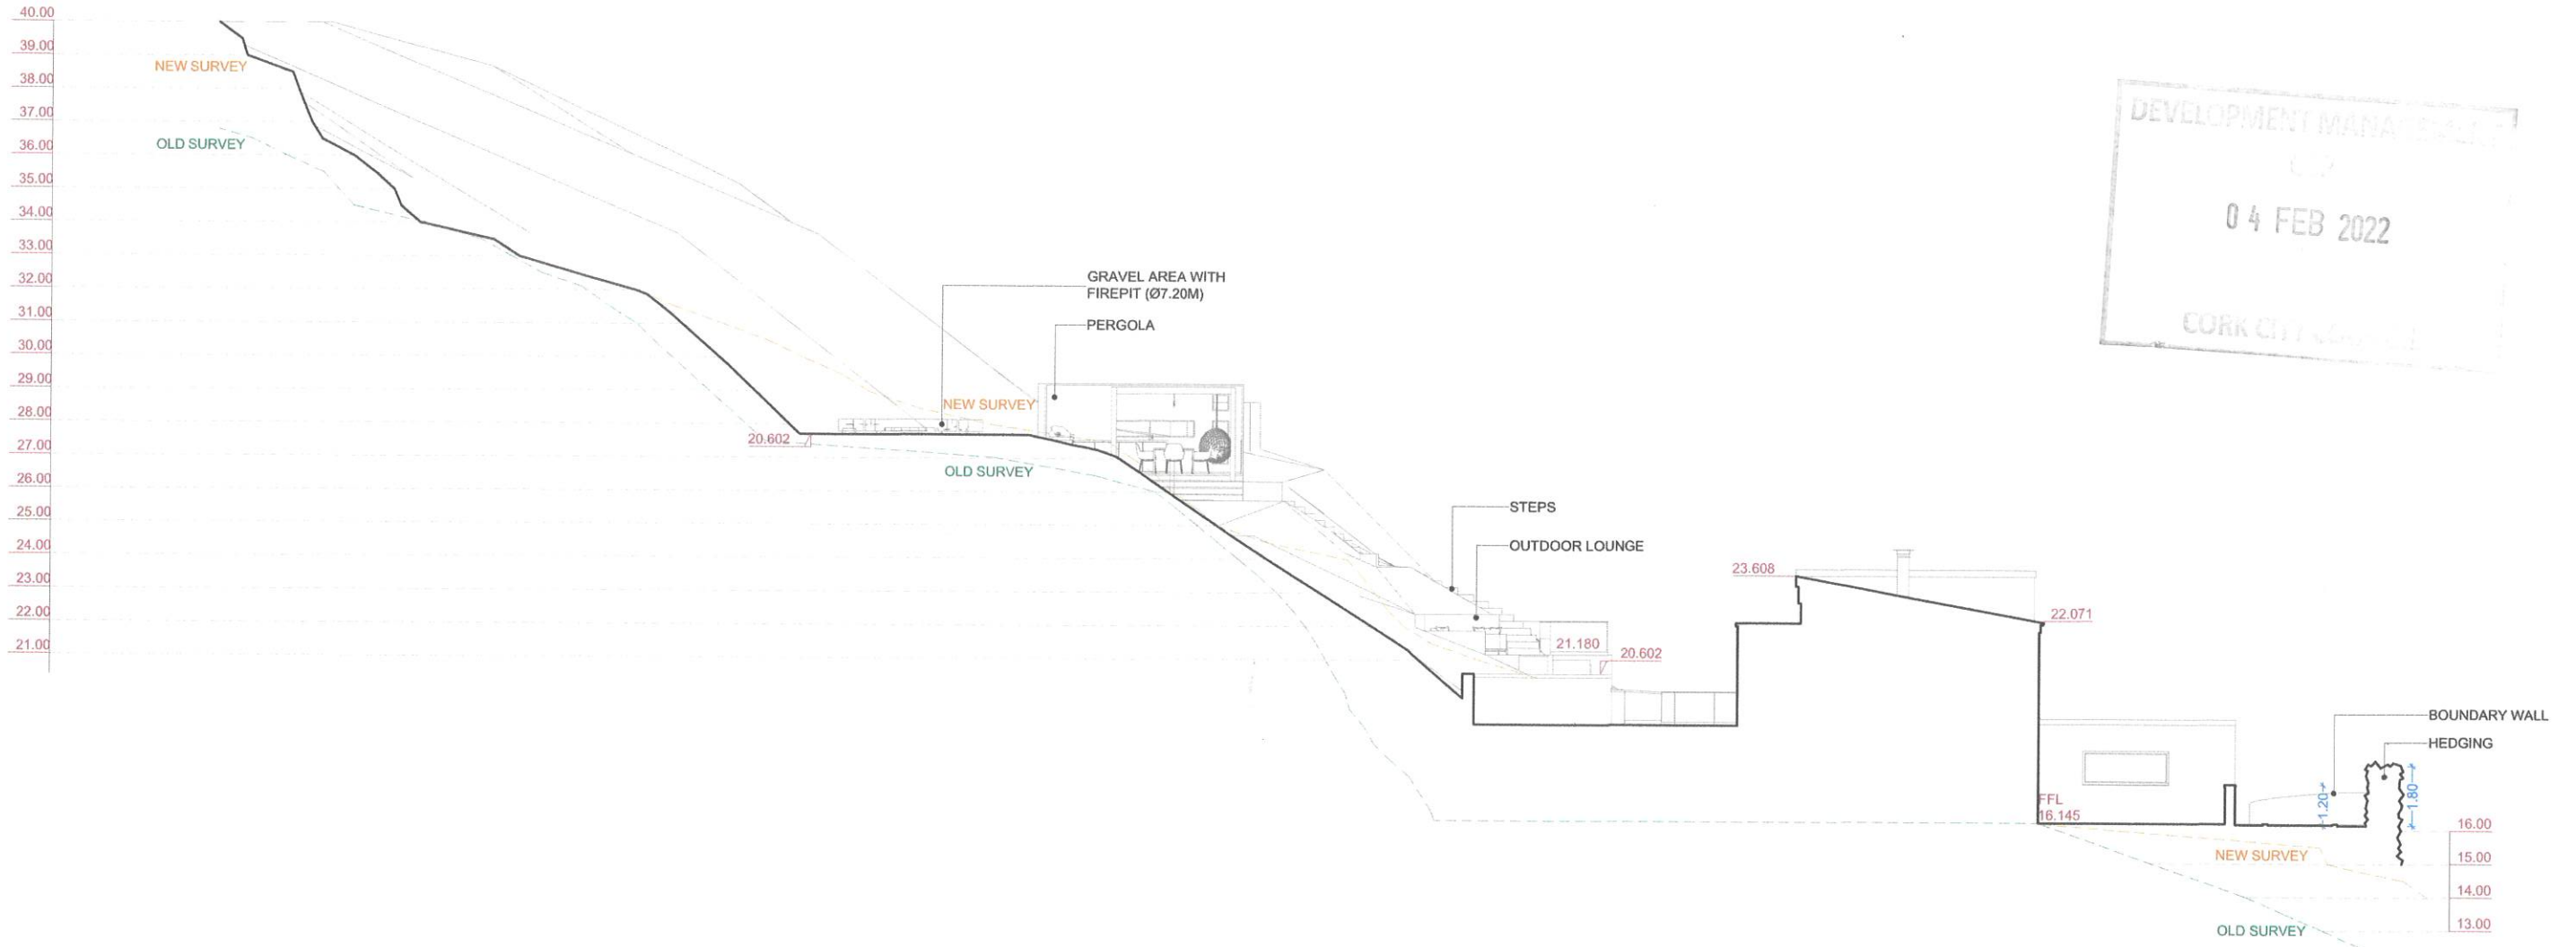 40.00
39.00
38.00
37.00
36.00
35.00
34.00
33.00
32.00
31.00
30.00
29.00
28.00
27.00
26.00
25.00
24.00
23.00
22.00
21.00
NEW SURVEY
OLD SURVEY
GRAVEL AREA WITH
FIREPIT (Ø7.20M)
PERGOLA
NEW SURVEY
20.602
OLD SURVEY
STEPS
OUTDOOR LOUNGE
21.180
20.602
23.608
22.071
DEVELOPMENT MANAGEMENT
04 FEB 2022
CORK CITY COUNCIL
BOUNDARY WALL
HEDGING
1.20
1.80
FFL
16.145
NEW SURVEY
OLD SURVEY
16.00
15.00
14.00
13.00